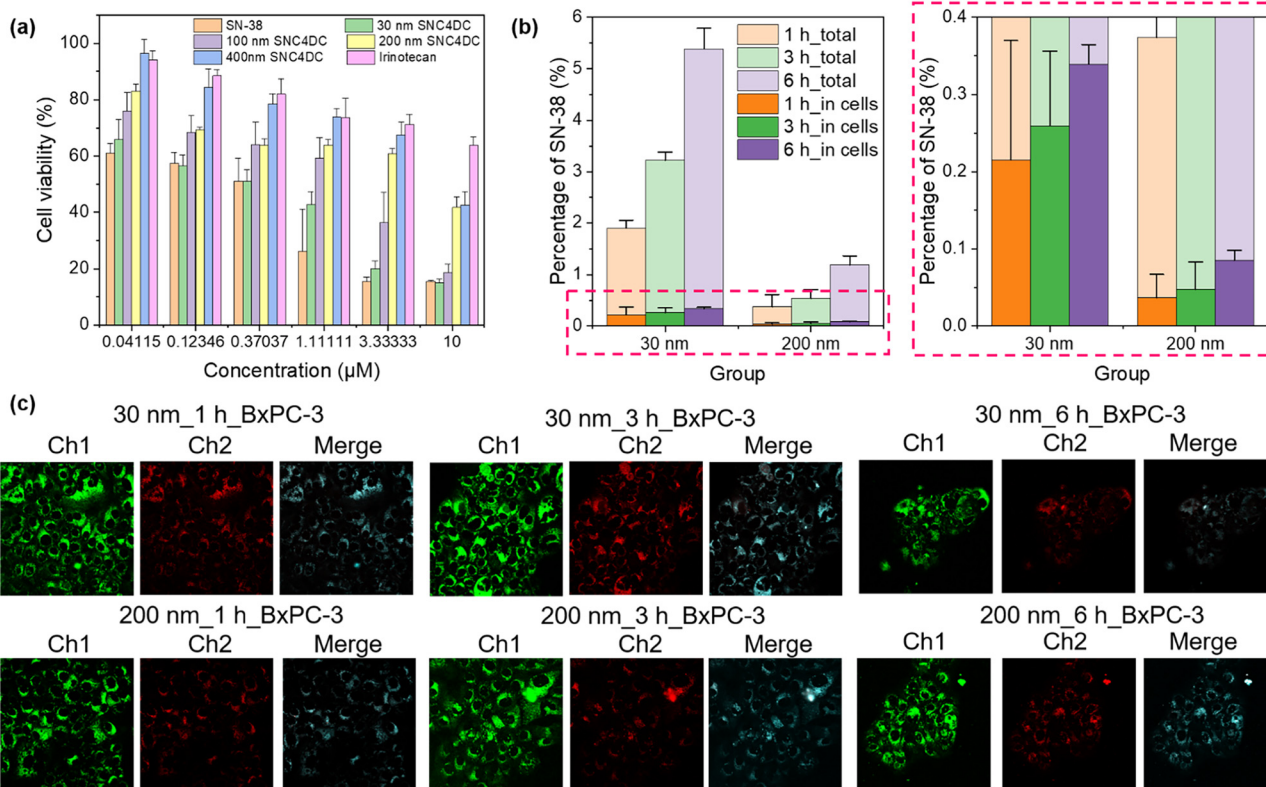 (a)
Cell viability (%)
100
80
60
40
20
0
SN-38
30 nm SNC4DC
100 nm SNC4DC
200 nm SNC4DC
400nm SNC4DC
Irinotecan
0.04115 0.12346 0.37037 1.11111 3.33333 10
Concentration (μM)
(b)
Percentage of SN-38 (%)
6
5
4
3
2
1
0
1 h_total
3 h_total
6 h_total
1 h_in cells
3 h_in cells
6 h_in cells
30 nm 200 nm
Group
Percentage of SN-38 (%)
0.4
0.3
0.2
0.1
0.0
30 nm 200 nm
Group
(c)
30 nm_1 h_BxPC-3 30 nm_3 h_BxPC-3 30 nm_6 h_BxPC-3
Ch1 Ch2 Merge Ch1 Ch2 Merge Ch1 Ch2 Merge
200 nm_1 h_BxPC-3 200 nm_3 h_BxPC-3 200 nm_6 h_BxPC-3
Ch1 Ch2 Merge Ch1 Ch2 Merge Ch1 Ch2 Merge